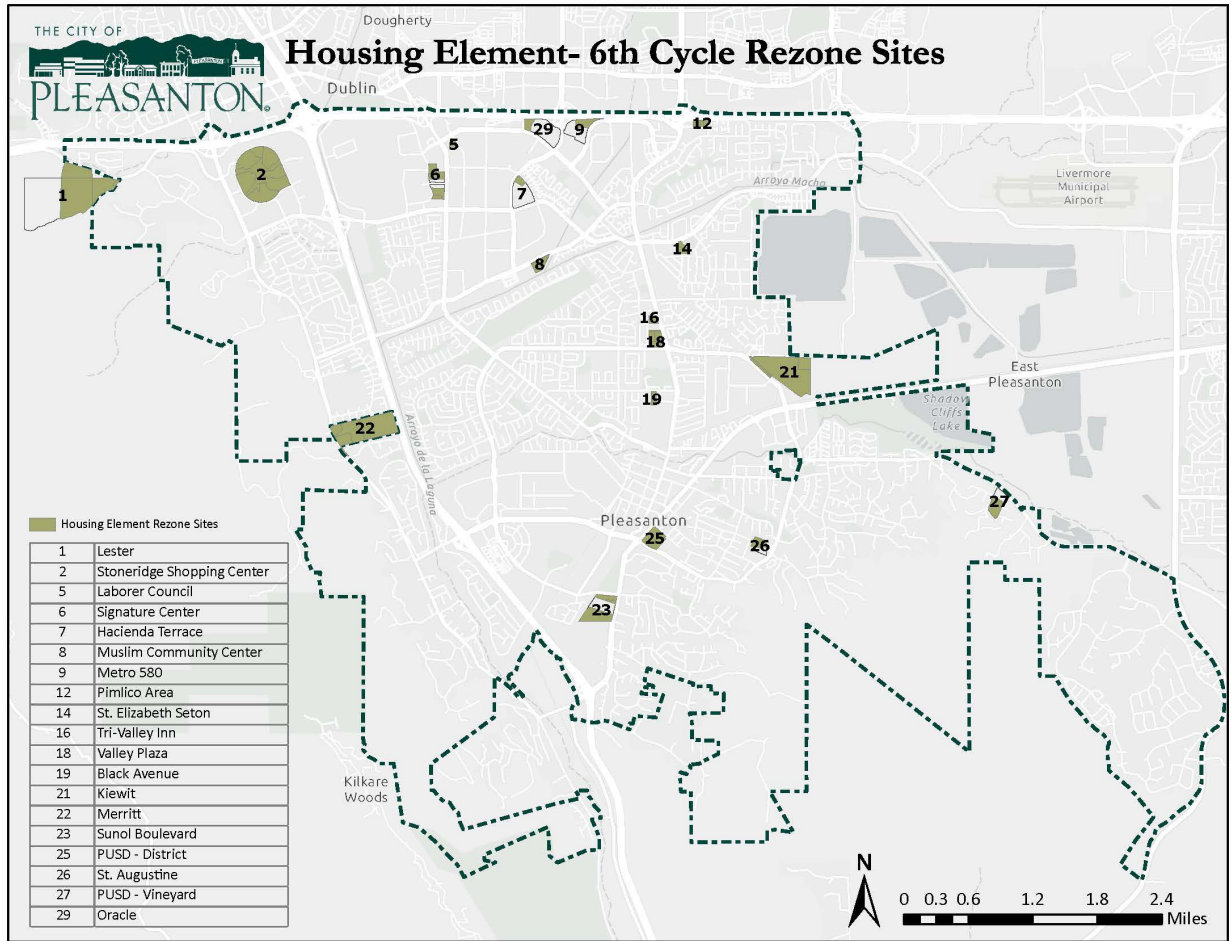 THE CITY OF
PLEASANTON
PLEASANTON
Housing Element- 6th Cycle Rezone Sites
Dougherty
Dublin
29
9
12
5
6
2
1
7
Arroyo Mocho
Livermore
Municipal
Airport
14
8
16
18
21
East
Pleasanton
19
Shadow
Cliffs
Lake
22
Arroyo de la Laguna
27
Pleasanton
25
26
23
Kilkare
Woods
Housing Element Rezone Sites
1 Lester
2 Stoneridge Shopping Center
5 Laborer Council
6 Signature Center
7 Hacienda Terrace
8 Muslim Community Center
9 Metro 580
12 Pimlico Area
14 St. Elizabeth Seton
16 Tri-Valley Inn
18 Valley Plaza
19 Black Avenue
21 Kiewit
22 Merritt
23 Sunol Boulevard
25 PUSD - District
26 St. Augustine
27 PUSD - Vineyard
29 Oracle
N
0 0.3 0.6 1.2 1.8 2.4
Miles